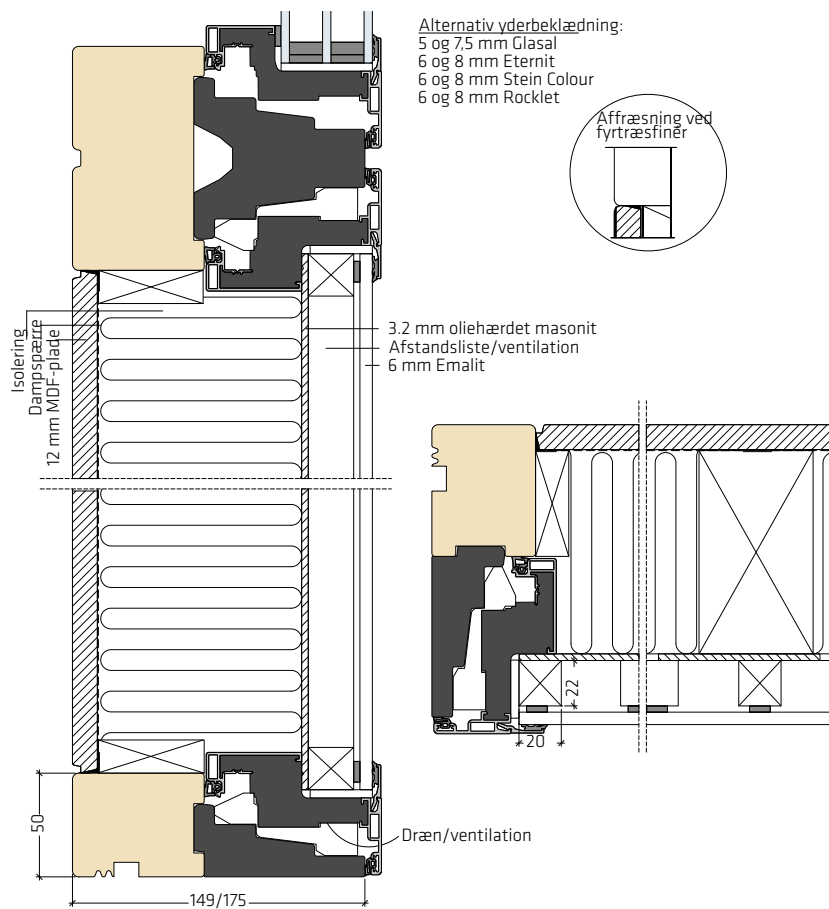 Alternativ yderbeklædning:
5 og 7,5 mm Glasal
6 og 8 mm Eternit
6 og 8 mm Stein Colour
6 og 8 mm Rocklet
Affræsning ved
fyrtræsfiner
Isolering
Dampspærre
12 mm MDF-plade
3.2 mm oliehærdet masonit
Afstandsliste/ventilation
6 mm Emalit
22
20
Dræn/ventilation
50
149/175